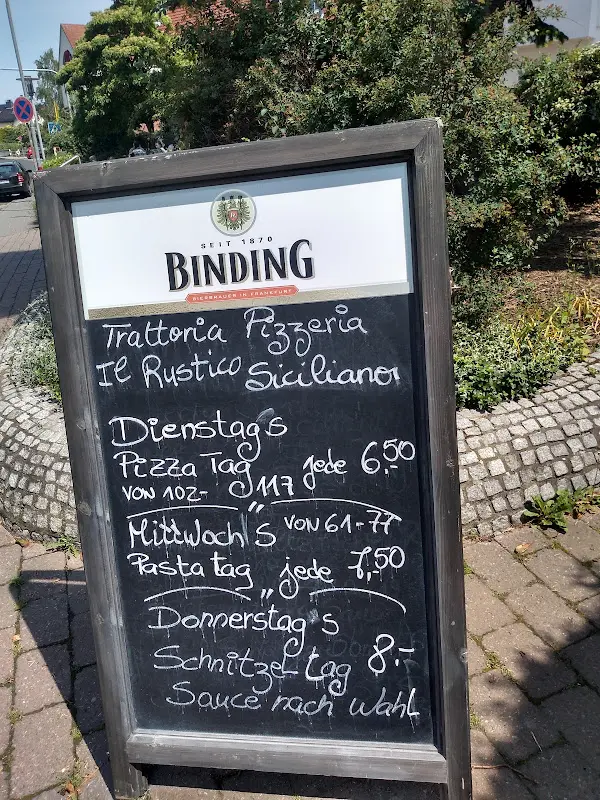 SEIT 1870
BINDING
BIERBRAUER IN FRANKFURT
Trattoria Pizzeria
Il Rustico Siciliano
Dienstag's
Pizza Tag jede 6,50
VON 102-117
Mittwoch's VON 61-77
Pasta tag jede 7,50
Donnerstag's
Schnitzel tag 8,-
Sauce nach Wahl